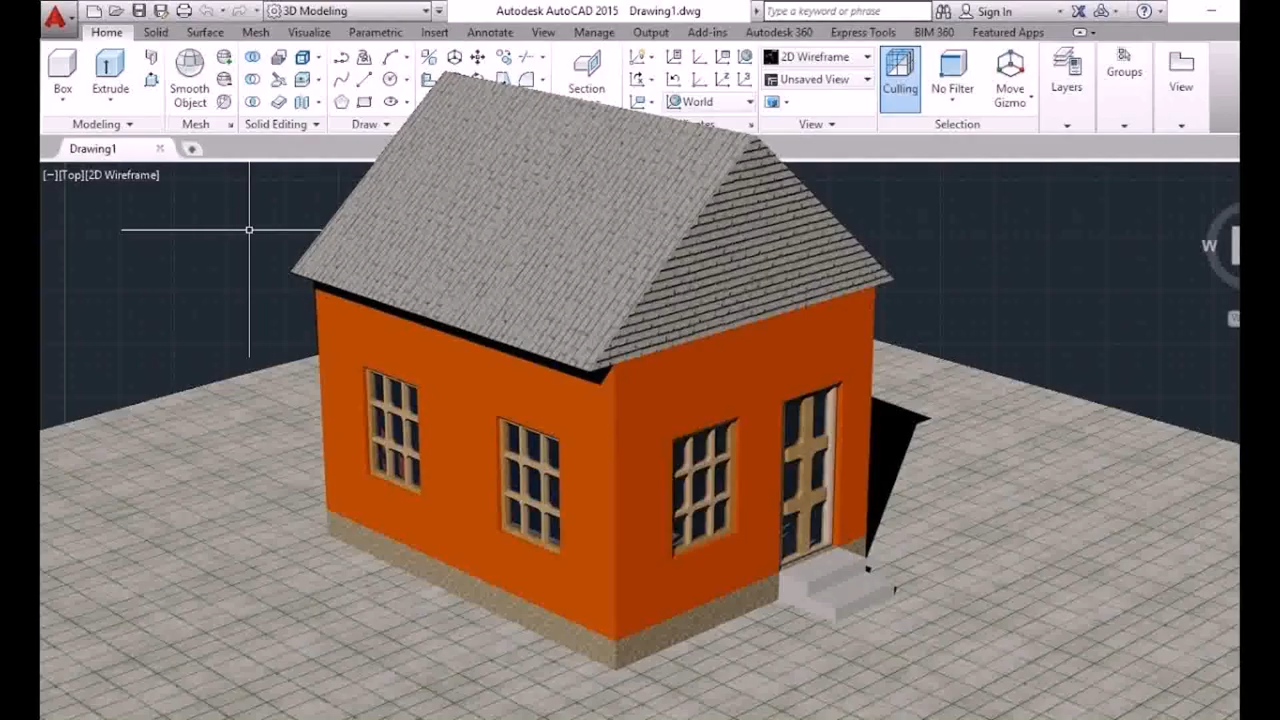 3D Modeling Autodesk AutoCAD 2015 Drawing1.dwg Type a keyword or phrase Sign In
Home Solid Surface Mesh Visualize Parametric Insert Annotate View Manage Output Add-ins Autodesk 360 Express Tools BIM 360 Featured Apps
2D Wireframe
Unsaved View
World
Box Extrude Smooth Object Section Culling No Filter Move Gizmo Layers Groups View
Modeling Mesh Solid Editing Draw View Selection
Drawing1
[−][Top][2D Wireframe]
W